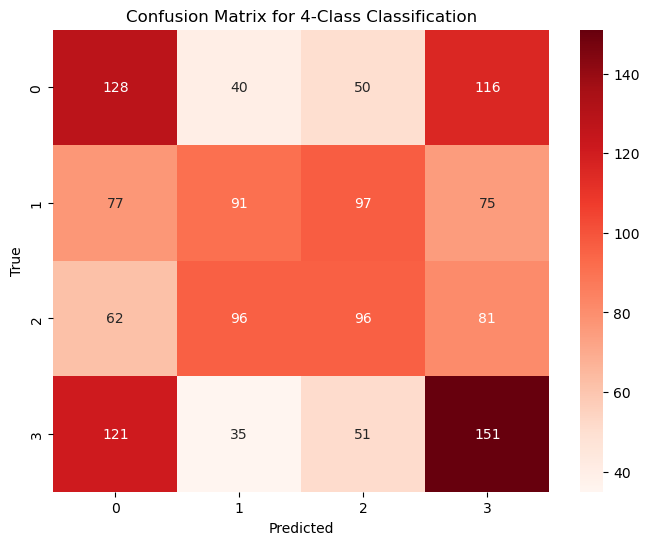 Confusion Matrix for 4-Class Classification
0 128 40 50 116
1 77 91 97 75
2 62 96 96 81
3 121 35 51 151
0 1 2 3
Predicted
True
140
120
100
80
60
40